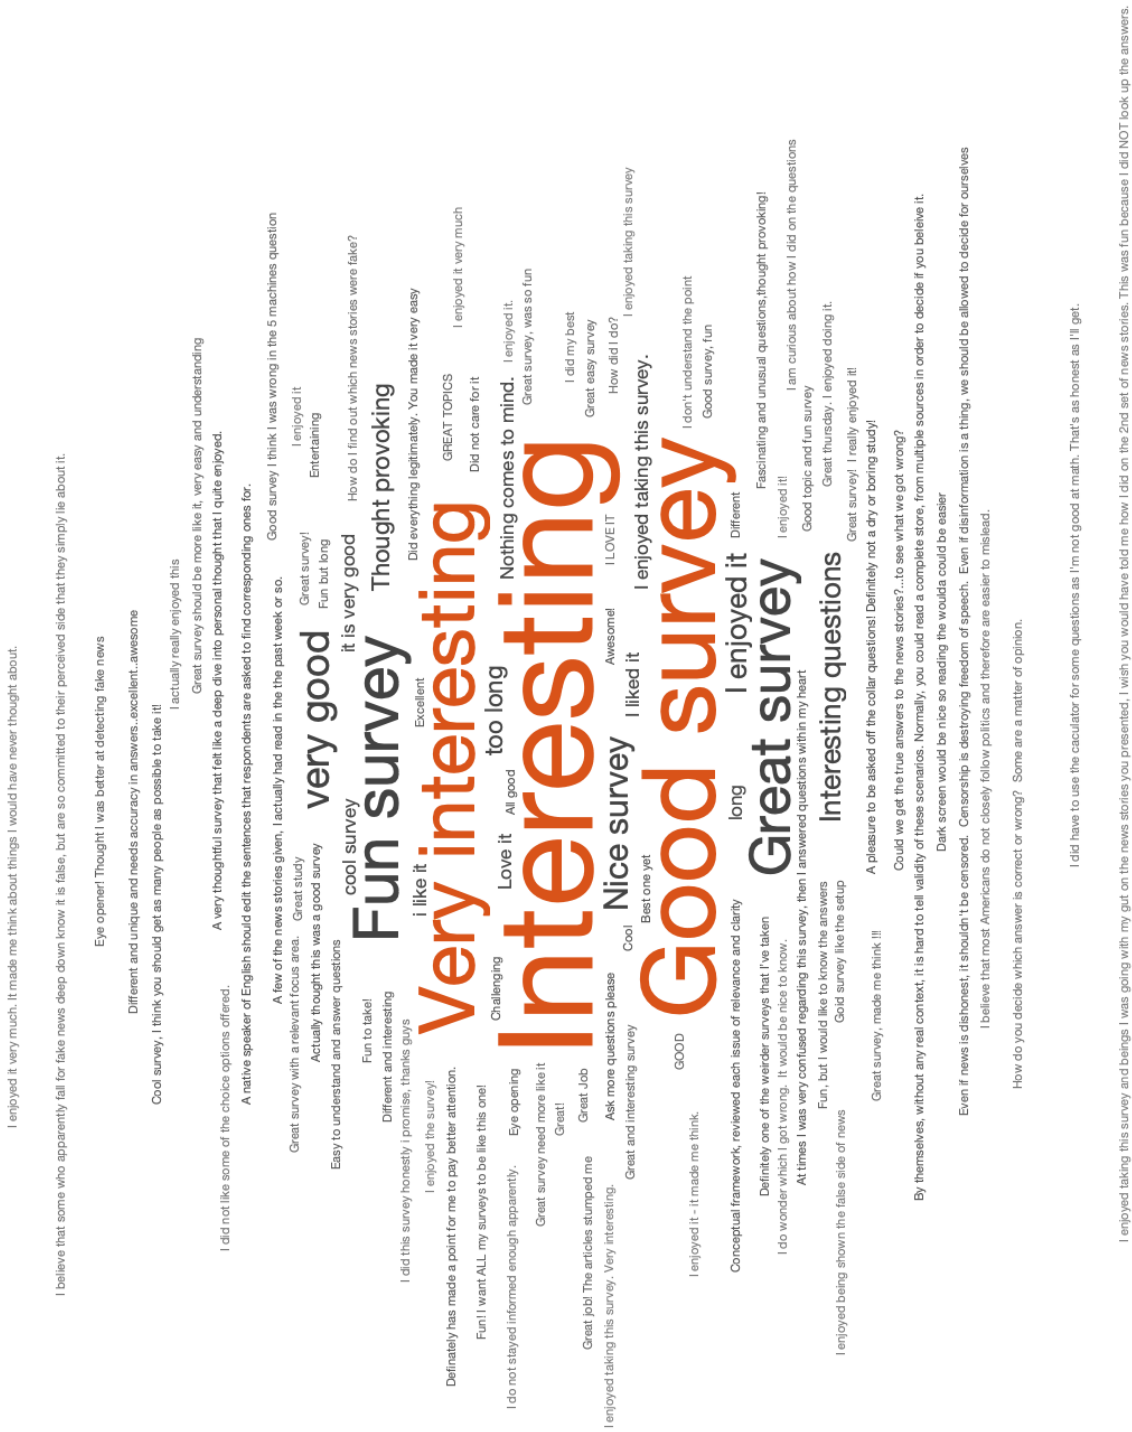 I enjoyed it very much. It made me think about things I would have never thought about.
I believe that some who apparently fall for fake news deep down know it is false, but are so committed to their perceived side that they simply lie about it.
Eye opener! Thought I was better at detecting fake news
Different and unique and needs accuracy in answers..excellent..awesome
Cool survey, I think you should get as many people as possible to take it!
I actually really enjoyed this
Great survey should be more like it, very easy and understanding
A very thoughtful survey that felt like a deep dive into personal thought that I quite enjoyed.
I did not like some of the choice options offered.
A native speaker of English should edit the sentences that respondents are asked to find corresponding ones for.
Good survey I think I was wrong in the 5 machines question
A few of the news stories given, I actually had read in the the past week or so.
I enjoyed it
Great study
Great survey with a relevant focus area.
Great survey!
Entertaining
Actually thought this was a good survey
very good
Fun but long
Easy to understand and answer questions
How do I find out which news stories were fake?
it is very good
cool survey
Fun to take!
Thought provoking
Fun survey
Different and interesting
I did this survey honestly i promise, thanks guys
Did everything legitimately. You made it very easy
Excellent
i like it
I enjoyed the survey!
Very interesting
GREAT TOPICS
Definately has made a point for me to pay better attention.
I enjoyed it very much
Did not care for it
Fun! I want ALL my surveys to be like this one!
too long
Challenging
Nothing comes to mind.
Love it
I enjoyed it.
All good
Eye opening
I do not stayed informed enough apparently.
Interesting
Great survey, was so fun
Great survey need more like it
Great!
I did my best
Great Job
Great easy survey
Great job! The articles stumped me
How did I do?
I LOVE IT
Awesome!
Nice survey
Ask more questions please
I enjoyed taking this survey. Very interesting.
I enjoyed taking this survey
I liked it
Cool
Great and interesting survey
I enjoyed taking this survey.
Best one yet
Good survey
GOOD
I don't understand the point
I enjoyed it - it made me think.
Good survey, fun
Different
I enjoyed it
long
Conceptual framework, reviewed each issue of relevance and clarity
Fascinating and unusual questions,thought provoking!
Definitely one of the weirder surveys that I've taken
Great survey
I enjoyed it!
I do wonder which I got wrong. It would be nice to know.
I am curious about how I did on the questions
At times I was very confused regarding this survey, then I answered questions within my heart
Good topic and fun survey
Fun, but I would like to know the answers
Great thursday. I enjoyed doing it.
Interesting questions
Gold survey like the setup
I enjoyed being shown the false side of news
Great survey! I really enjoyed it!
A pleasure to be asked off the collar questions! Definitely not a dry or boring study!
Great survey, made me think !!!
Could we get the true answers to the news stories?...to see what we got wrong?
By themselves, without any real context, it is hard to tell validity of these scenarios. Normally, you could read a complete store, from multiple sources in order to decide if you beleive it.
Dark screen would be nice so reading the woulda could be easier
Even if news is dishonest, it shouldn't be censored. Censorship is destroying freedom of speech. Even if disinformation is a thing, we should be allowed to decide for ourselves
I believe that most Americans do not closely follow politics and therefore are easier to mislead.
How do you decide which answer is correct or wrong? Some are a matter of opinion.
I did have to use the caculator for some questions as I'm not good at math. That's as honest as I'll get.
I enjoyed taking this survey and beings I was going with my gut on the news stories you presented, I wish you would have told me how I did on the 2nd set of news stories. This was fun because I did NOT look up the answers.